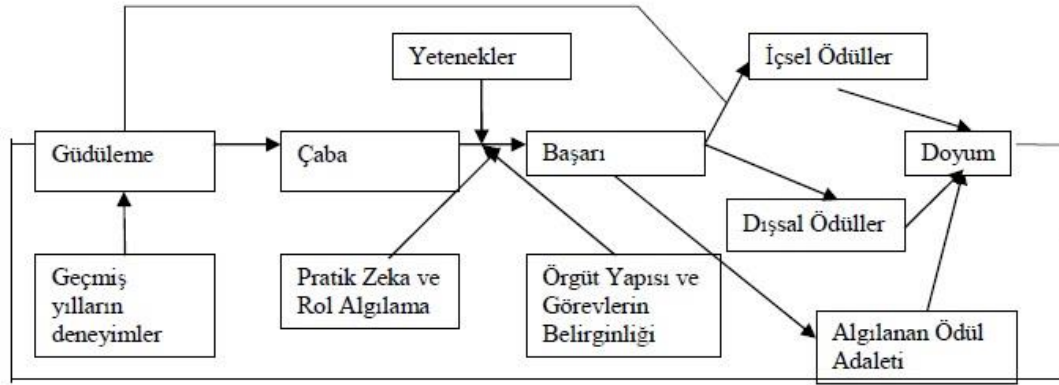 Yetenekler
İçsel Ödüller
Güdüleme
Çaba
Başarı
Doyum
Dışsal Ödüller
Geçmiş
yılların
deneyimler
Pratik Zeka ve
Rol Algılama
Örgüt Yapısı ve
Görevlerin
Belirginliği
Algılanan Ödül
Adaleti